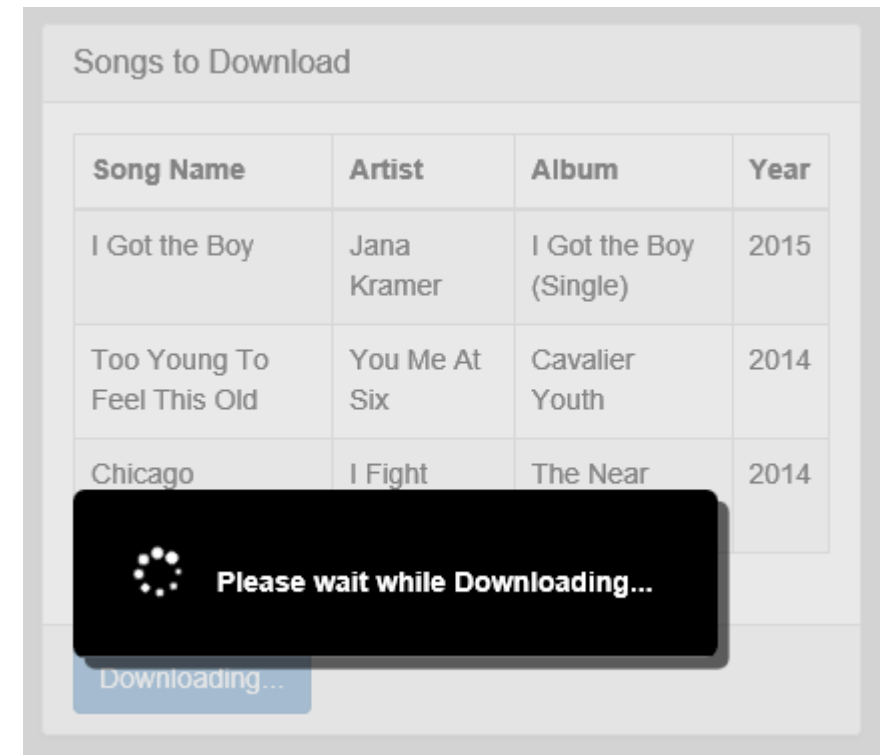 Songs to Download
Song Name Artist Album Year
I Got the Boy Jana I Got the Boy 2015
Kramer (Single)
Too Young To You Me At Cavalier 2014
Feel This Old Six Youth
Chicago I Fight The Near 2014
Please wait while Downloading...
Downloading...